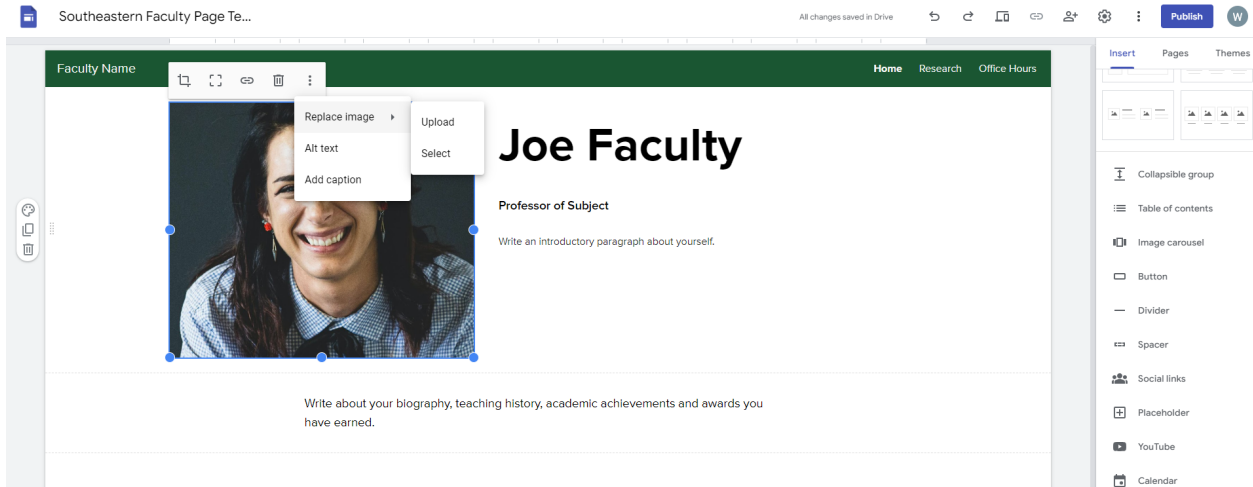 Southeastern Faculty Page Te...
All changes saved in Drive
Publish
W
Insert Pages Themes
Faculty Name
Home Research Office Hours
Replace image
Upload
Alt text
Select
Add caption
Joe Faculty
Professor of Subject
Write an introductory paragraph about yourself.
Write about your biography, teaching history, academic achievements and awards you
have earned.
Collapsible group
Table of contents
Image carousel
Button
Divider
Spacer
Social links
Placeholder
YouTube
Calendar